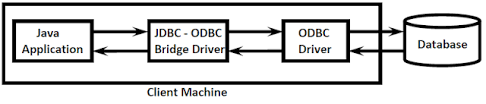 Java
Application
JDBC - ODBC
Bridge Driver
ODBC
Driver
Database
Client Machine